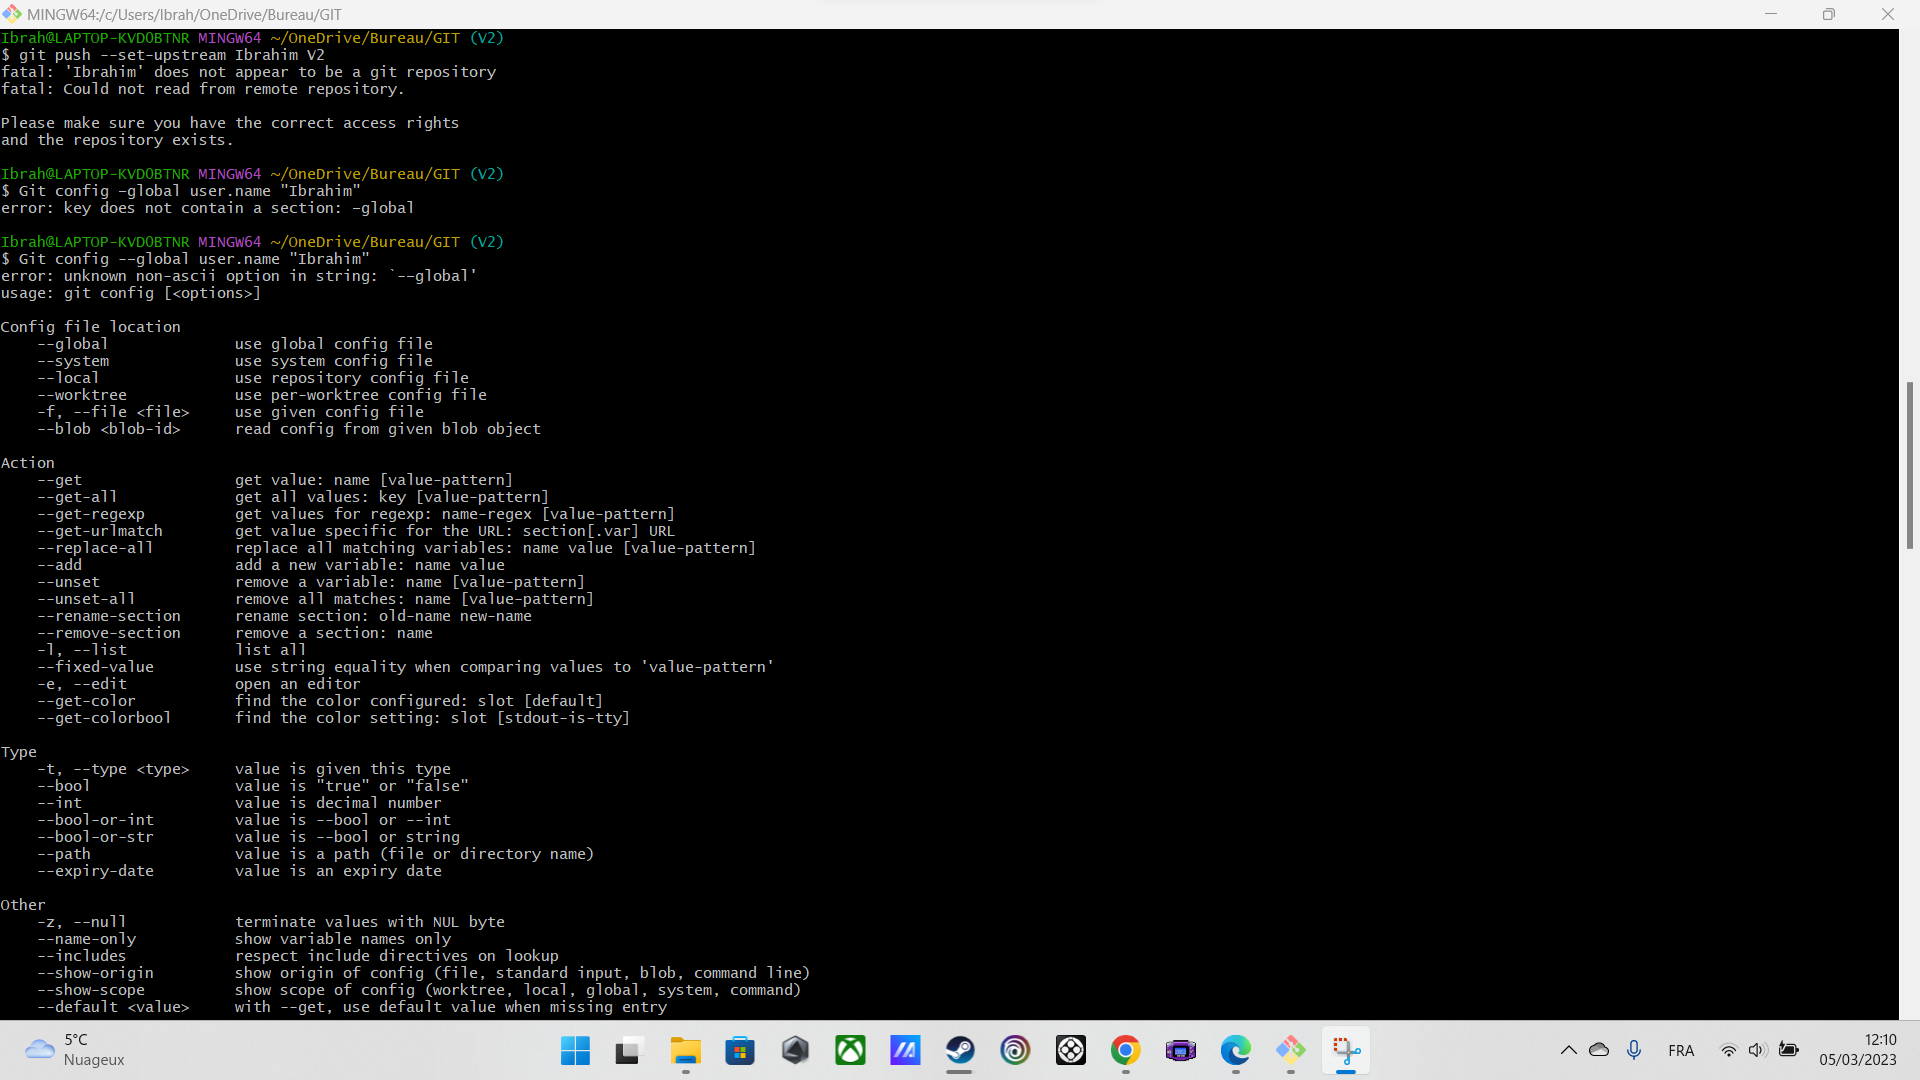 MINGW64:/c/Users/Ibrah/OneDrive/Bureau/GIT
Ibrah@LAPTOP-KVDOBTNR MINGW64 ~/OneDrive/Bureau/GIT (V2)
$ git push --set-upstream Ibrahim V2
fatal: 'Ibrahim' does not appear to be a git repository
fatal: Could not read from remote repository.
Please make sure you have the correct access rights
and the repository exists.
Ibrah@LAPTOP-KVDOBTNR MINGW64 ~/OneDrive/Bureau/GIT (V2)
$ Git config –global user.name "Ibrahim"
error: key does not contain a section: –global
Ibrah@LAPTOP-KVDOBTNR MINGW64 ~/OneDrive/Bureau/GIT (V2)
$ Git config -–global user.name "Ibrahim"
error: unknown non-ascii option in string: `-–global'
usage: git config [<options>]
Config file location
--global use global config file
--system use system config file
--local use repository config file
--worktree use per-worktree config file
-f, --file <file> use given config file
--blob <blob-id> read config from given blob object
Action
--get get value: name [value-pattern]
--get-all get all values: key [value-pattern]
--get-regexp get values for regexp: name-regex [value-pattern]
--get-urlmatch get value specific for the URL: section[.var] URL
--replace-all replace all matching variables: name value [value-pattern]
--add add a new variable: name value
--unset remove a variable: name [value-pattern]
--unset-all remove all matches: name [value-pattern]
--rename-section rename section: old-name new-name
--remove-section remove a section: name
-l, --list list all
--fixed-value use string equality when comparing values to 'value-pattern'
-e, --edit open an editor
--get-color find the color configured: slot [default]
--get-colorbool find the color setting: slot [stdout-is-tty]
Type
-t, --type <type> value is given this type
--bool value is "true" or "false"
--int value is decimal number
--bool-or-int value is --bool or --int
--bool-or-str value is --bool or string
--path value is a path (file or directory name)
--expiry-date value is an expiry date
Other
-z, --null terminate values with NUL byte
--name-only show variable names only
--includes respect include directives on lookup
--show-origin show origin of config (file, standard input, blob, command line)
--show-scope show scope of config (worktree, local, global, system, command)
--default <value> with --get, use default value when missing entry
5°C
Nuageux
FRA
12:10
05/03/2023